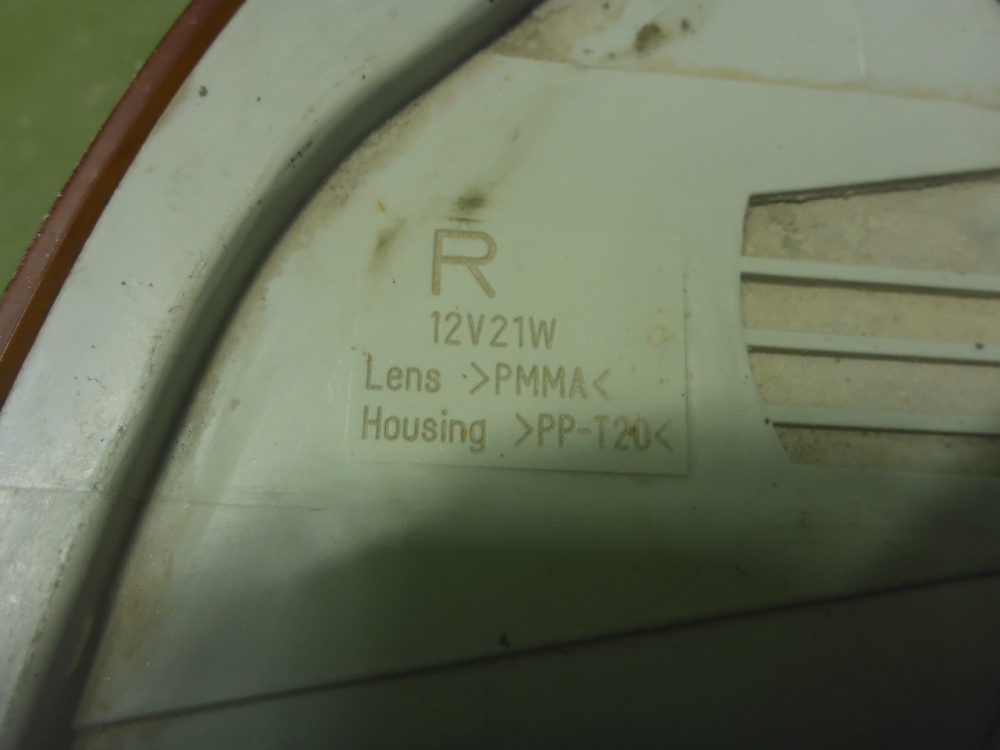 R
12V21W
Lens >PMMA<
Housing >PP-T20<